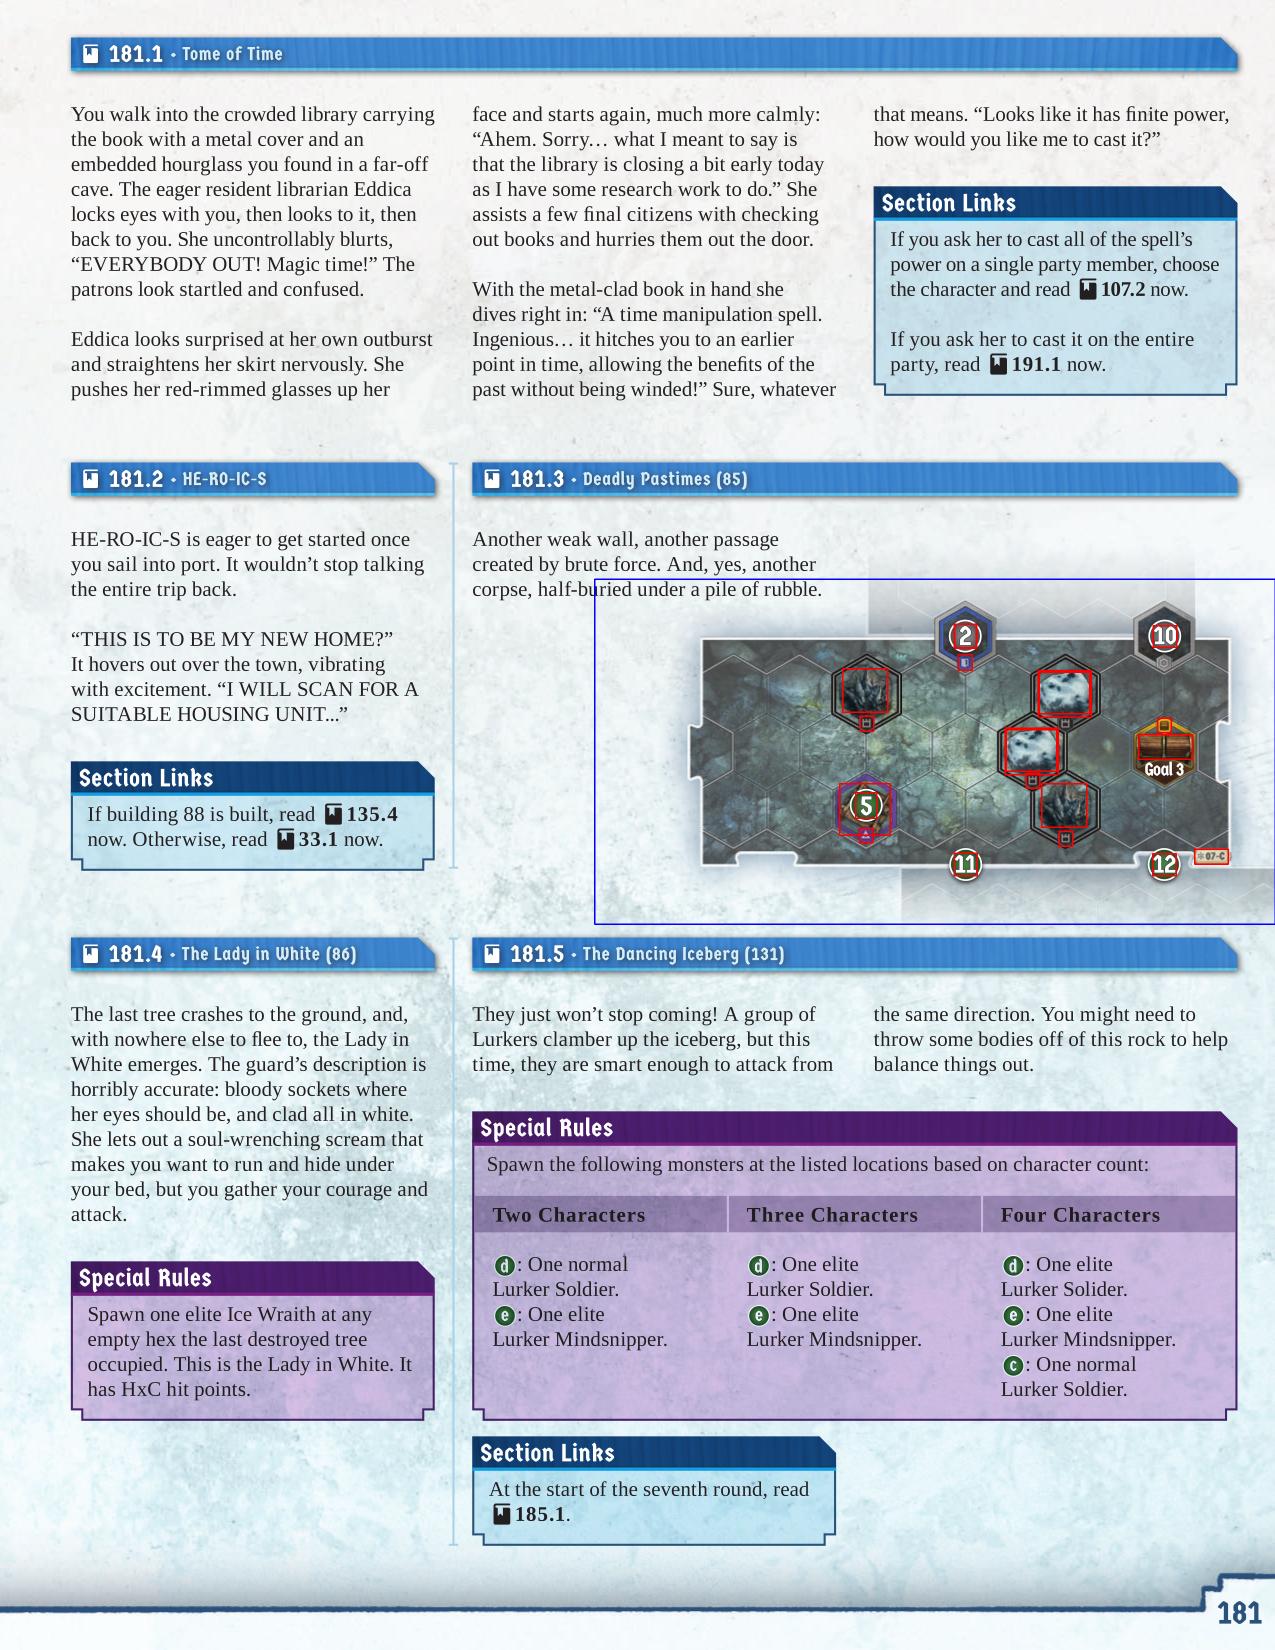 181.1 • Tome of Time
You walk into the crowded library carrying
the book with a metal cover and an
embedded hourglass you found in a far-off
cave. The eager resident librarian Eddica
locks eyes with you, then looks to it, then
back to you. She uncontrollably blurts,
“EVERYBODY OUT! Magic time!” The
patrons look startled and confused.
Eddica looks surprised at her own outburst
and straightens her skirt nervously. She
pushes her red-rimmed glasses up her
face and starts again, much more calmly:
“Ahem. Sorry… what I meant to say is
that the library is closing a bit early today
as I have some research work to do.” She
assists a few final citizens with checking
out books and hurries them out the door.
With the metal-clad book in hand she
dives right in: “A time manipulation spell.
Ingenious… it hitches you to an earlier
point in time, allowing the benefits of the
past without being winded!” Sure, whatever
that means. “Looks like it has finite power,
how would you like me to cast it?”
Section Links
If you ask her to cast all of the spell’s
power on a single party member, choose
the character and read 107.2 now.
If you ask her to cast it on the entire
party, read 191.1 now.
181.2 • HE-RO-IC-S
HE-RO-IC-S is eager to get started once
you sail into port. It wouldn’t stop talking
the entire trip back.
“THIS IS TO BE MY NEW HOME?”
It hovers out over the town, vibrating
with excitement. “I WILL SCAN FOR A
SUITABLE HOUSING UNIT...”
Section Links
If building 88 is built, read 135.4
now. Otherwise, read 33.1 now.
181.3 • Deadly Pastimes (85)
Another weak wall, another passage
created by brute force. And, yes, another
corpse, half-buried under a pile of rubble.
2
10
Goal 3
5
11
12
07-C
181.4 • The Lady in White (86)
The last tree crashes to the ground, and,
with nowhere else to flee to, the Lady in
White emerges. The guard’s description is
horribly accurate: bloody sockets where
her eyes should be, and clad all in white.
She lets out a soul-wrenching scream that
makes you want to run and hide under
your bed, but you gather your courage and
attack.
Special Rules
Spawn one elite Ice Wraith at any
empty hex the last destroyed tree
occupied. This is the Lady in White. It
has HxC hit points.
181.5 • The Dancing Iceberg (131)
They just won’t stop coming! A group of
Lurkers clamber up the iceberg, but this
time, they are smart enough to attack from
the same direction. You might need to
throw some bodies off of this rock to help
balance things out.
Special Rules
Spawn the following monsters at the listed locations based on character count:
Two Characters
d: One normal
Lurker Soldier.
e: One elite
Lurker Mindsnipper.
Three Characters
d: One elite
Lurker Soldier.
e: One elite
Lurker Mindsnipper.
Four Characters
d: One elite
Lurker Solider.
e: One elite
Lurker Mindsnipper.
c: One normal
Lurker Soldier.
Section Links
At the start of the seventh round, read
185.1.
181